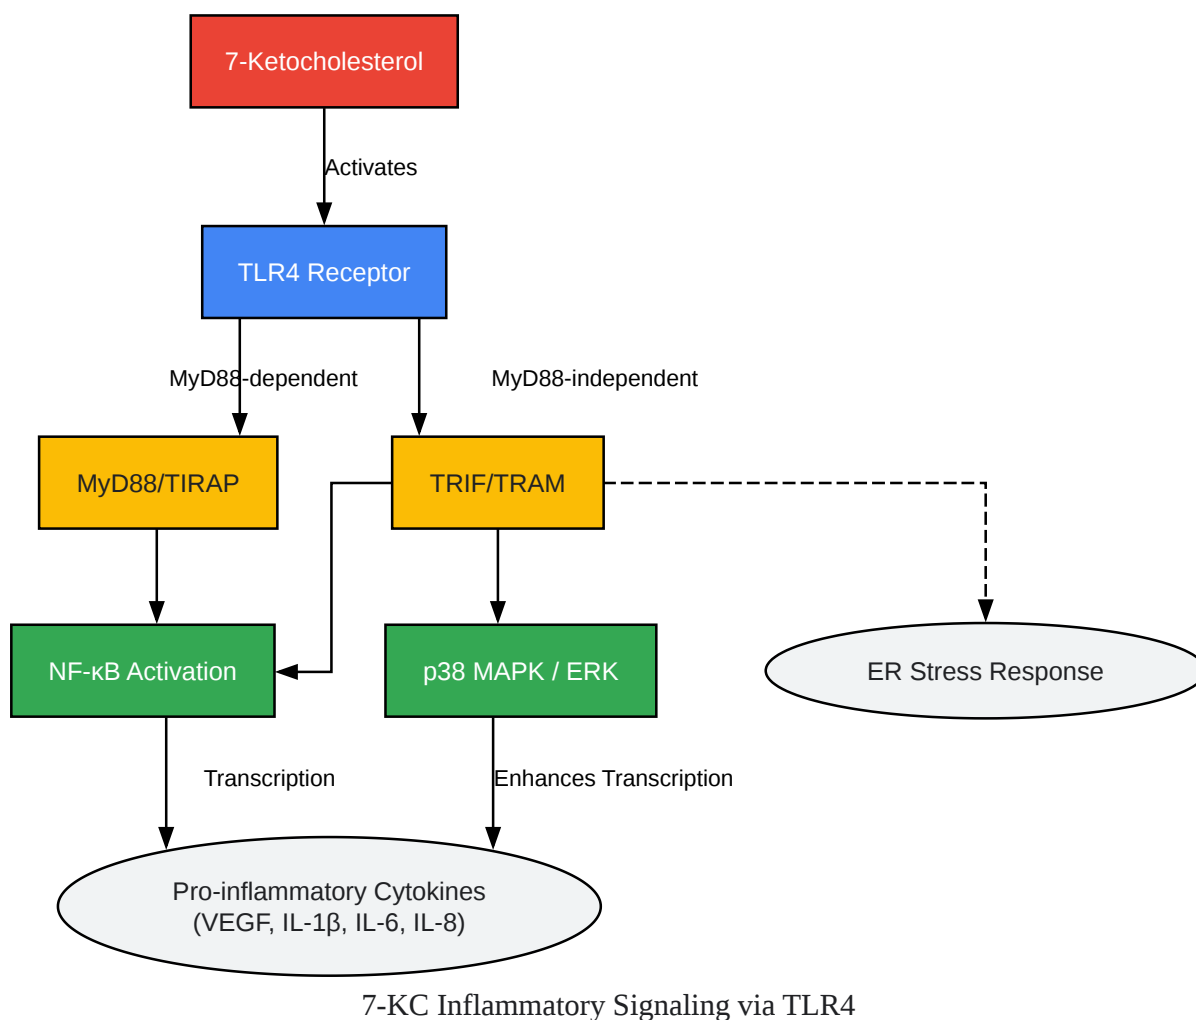 7-Ketocholesterol
Activates
TLR4 Receptor
MyD88-dependent
MyD88-independent
MyD88/TIRAP
TRIF/TRAM
NF-κB Activation
p38 MAPK / ERK
ER Stress Response
Transcription
Enhances Transcription
Pro-inflammatory Cytokines
(VEGF, IL-1β, IL-6, IL-8)
7-KC Inflammatory Signaling via TLR4